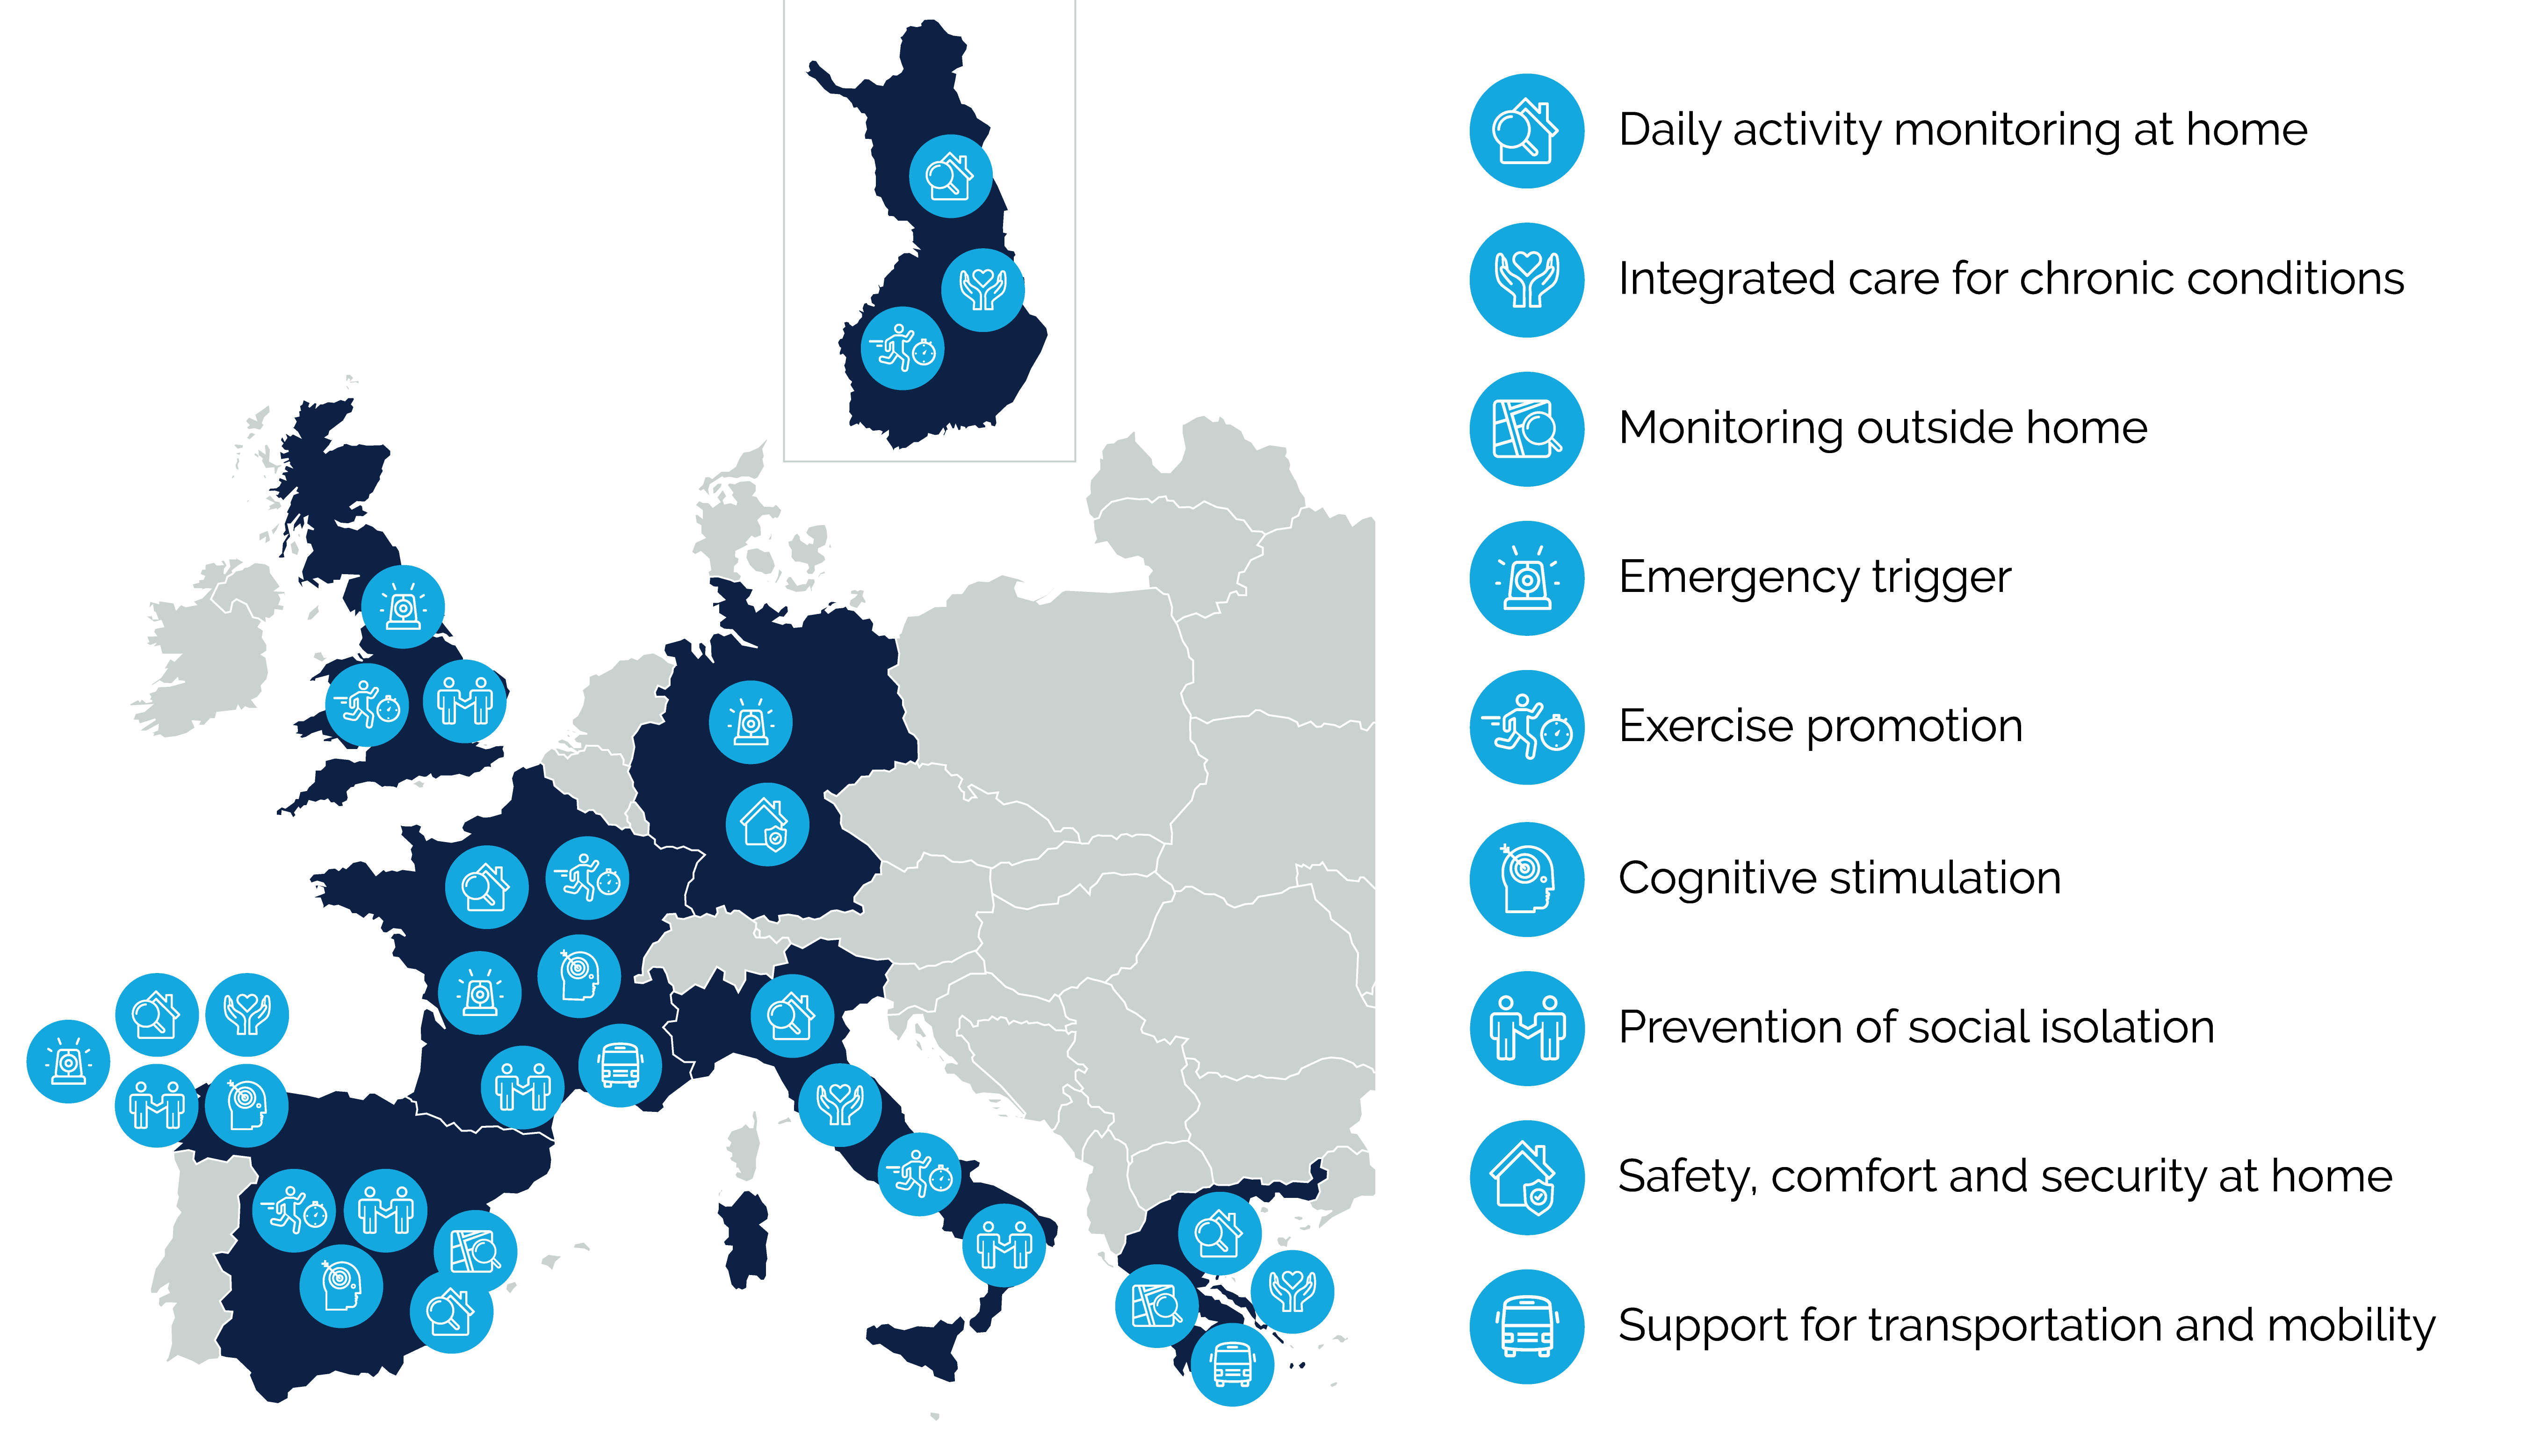 Daily activity monitoring at home
Integrated care for chronic conditions
Monitoring outside home
Emergency trigger
Exercise promotion
Cognitive stimulation
Prevention of social isolation
Safety, comfort and security at home
Support for transportation and mobility